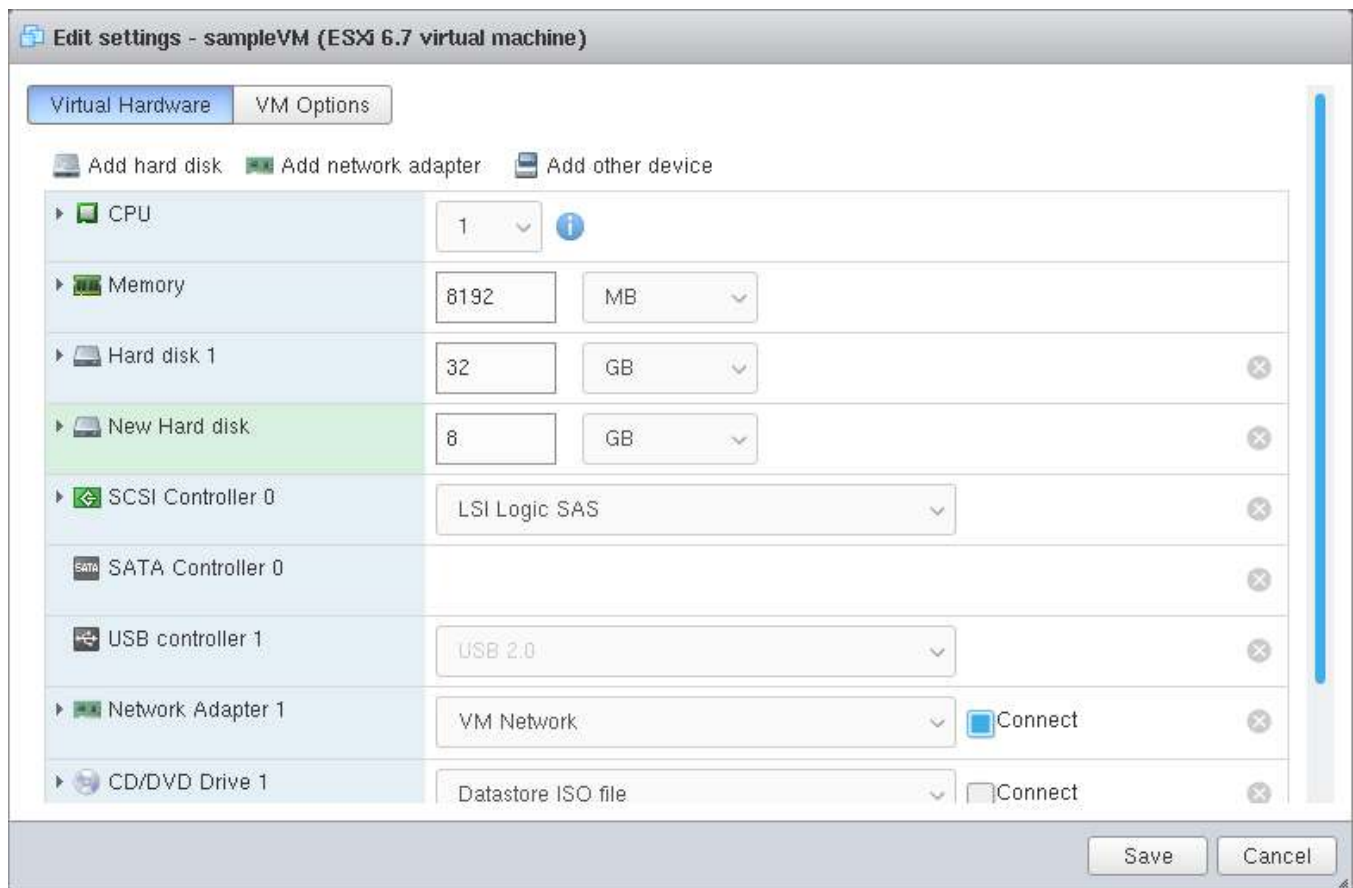 Edit settings - sampleVM (ESXi 6.7 virtual machine)
Virtual Hardware VM Options
Add hard disk Add network adapter Add other device
CPU 1
Memory 8192 MB
Hard disk 1 32 GB
New Hard disk 8 GB
SCSI Controller 0 LSI Logic SAS
SATA SATA Controller 0
USB controller 1 USB 2.0
Network Adapter 1 VM Network Connect
CD/DVD Drive 1 Datastore ISO file Connect
Save Cancel